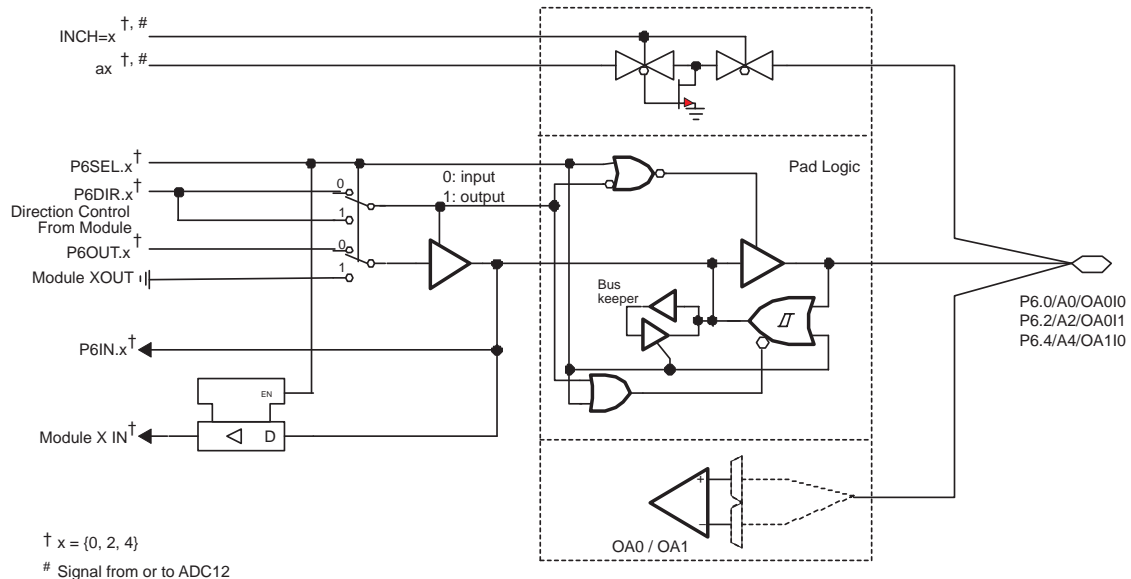 INCH=x †, #
ax †, #
P6SEL.x†
P6DIR.x†
Direction Control
From Module
P6OUT.x†
Module XOUT
P6IN.x†
Module X IN†
0
1
0
1
0: input
1: output
EN
D
Pad Logic
Bus
keeper
+
−
OA0 / OA1
P6.0/A0/OA0I0
P6.2/A2/OA0I1
P6.4/A4/OA1I0
† x = {0, 2, 4}
# Signal from or to ADC12